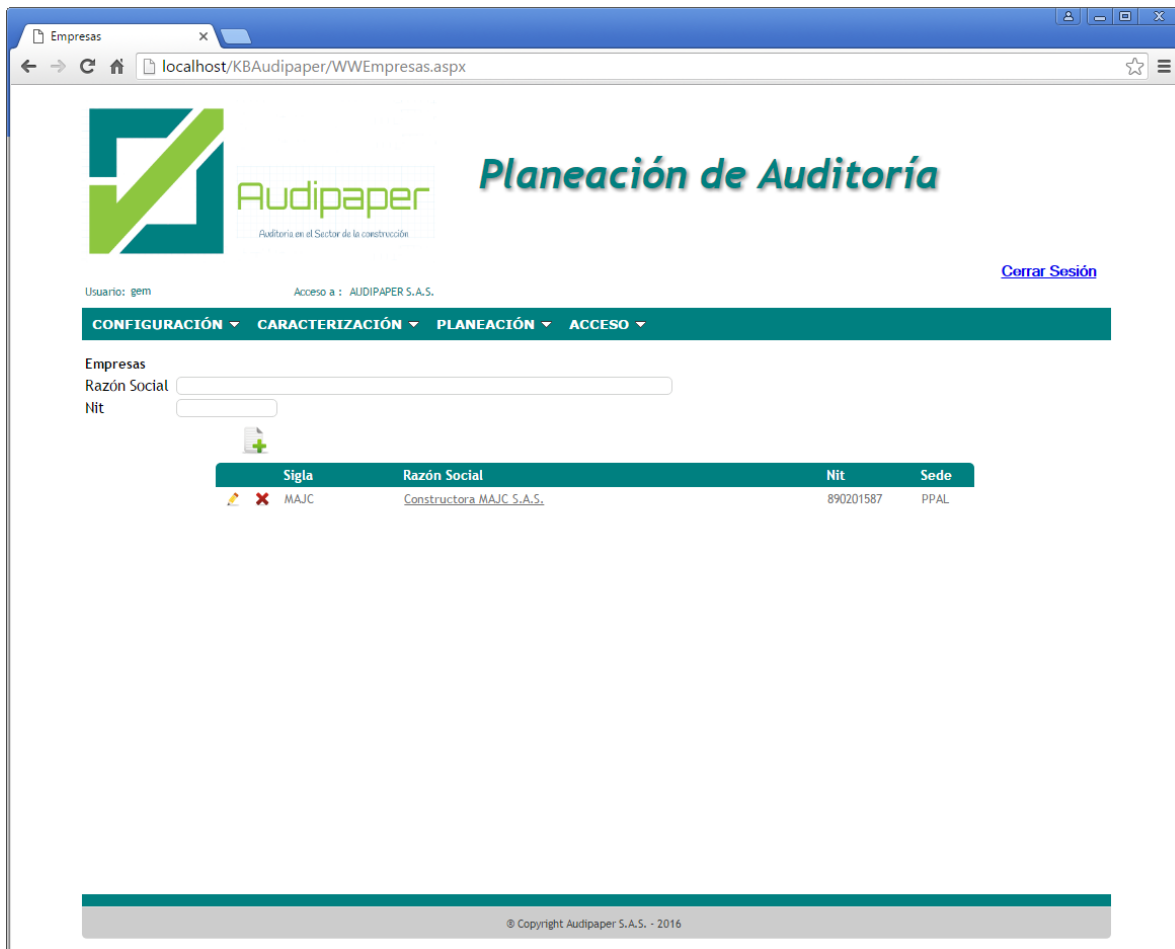 Empresas
localhost/KBAudipaper/WWEmpresas.aspx
Audipaper
Auditoria en el Sector de la construcción
Planeación de Auditoría
Cerrar Sesión
Usuario: gem Acceso a : AUDIPAPER S.A.S.
CONFIGURACIÓN CARACTERIZACIÓN PLANEACIÓN ACCESO
Empresas
Razón Social
Nit
Sigla Razón Social Nit Sede
MAJC Constructora MAJC S.A.S. 890201587 PPAL
© Copyright Audipaper S.A.S. - 2016